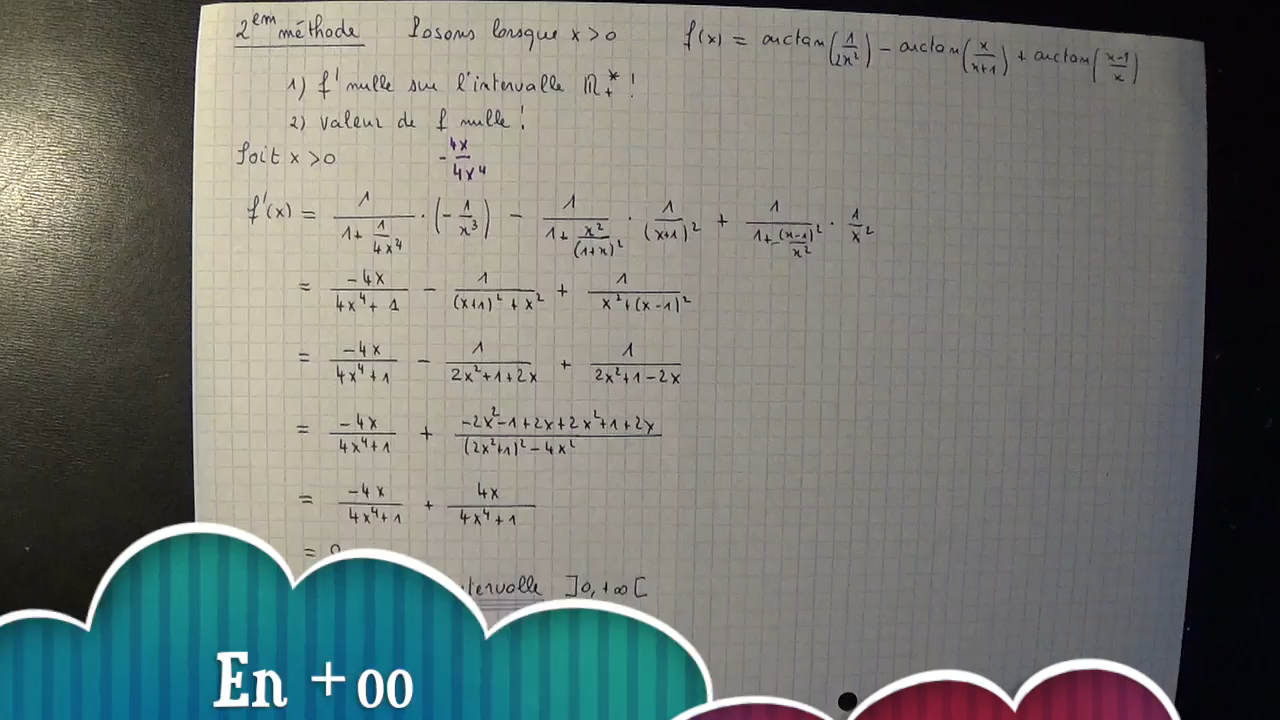 2em méthode Posons lorsque x > 0 f(x) = arctan(1/2x²) - arctan(x/x+1) + arctan(x-1/x)
1) f' nulle sur l'intervalle ℝ₊* !
2) valeur de f nulle !
Soit x > 0 - 4x/4x⁴
f'(x) = 1/(1 + 1/4x⁴) · (-1/x³) - 1/(1 + x²/(1+x)²) · 1/(x+1)² + 1/(1 + (x-1)²/x²) · 1/x²
= -4x/(4x⁴ + 1) - 1/((x+1)² + x²) + 1/(x² + (x-1)²)
= -4x/(4x⁴+1) - 1/(2x²+1+2x) + 1/(2x²+1-2x)
= -4x/(4x⁴+1) + (-2x²-1+2x+2x²+1+2x)/((2x²+1)² - 4x²)
= -4x/(4x⁴+1) + 4x/(4x⁴+1)
= 0
intervalle ]0, +∞[
En +oo